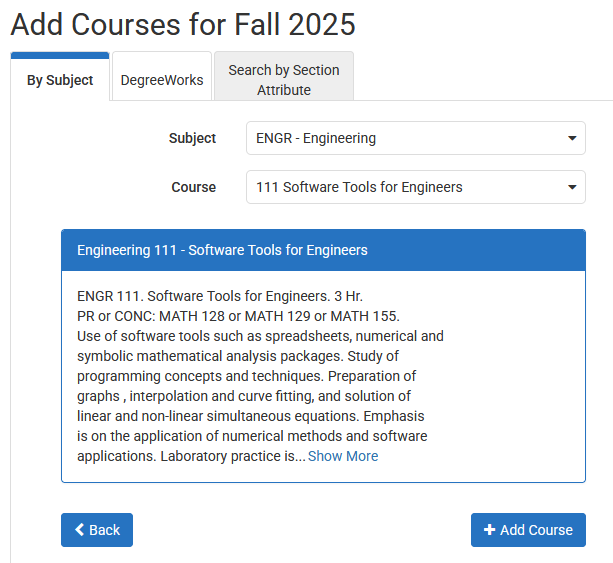 Add Courses for Fall 2025
By Subject
DegreeWorks
Search by Section
Attribute
Subject
ENGR - Engineering
Course
111 Software Tools for Engineers
Engineering 111 - Software Tools for Engineers
ENGR 111. Software Tools for Engineers. 3 Hr.
PR or CONC: MATH 128 or MATH 129 or MATH 155.
Use of software tools such as spreadsheets, numerical and
symbolic mathematical analysis packages. Study of
programming concepts and techniques. Preparation of
graphs , interpolation and curve fitting, and solution of
linear and non-linear simultaneous equations. Emphasis
is on the application of numerical methods and software
applications. Laboratory practice is... Show More
Back
Add Course